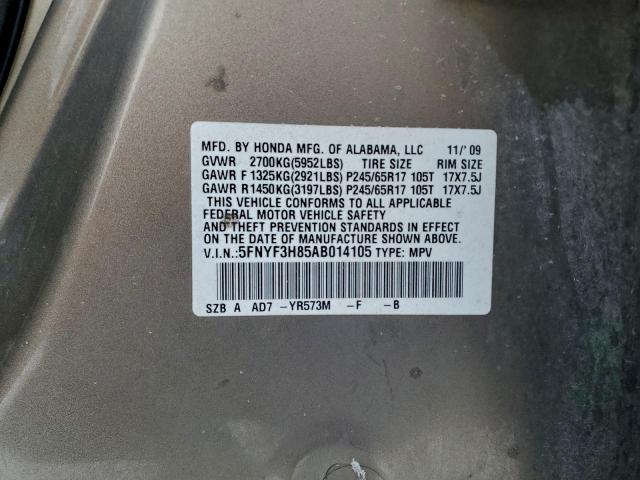 MFD. BY HONDA MFG. OF ALABAMA, LLC 11/'09
GVWR 2700KG(5952LBS) TIRE SIZE RIM SIZE
GAWR F 1325KG(2921LBS) P245/65R17 105T 17X7.5J
GAWR R 1450KG(3197LBS) P245/65R17 105T 17X7.5J
THIS VEHICLE CONFORMS TO ALL APPLICABLE
FEDERAL MOTOR VEHICLE SAFETY
AND THEFT PREVENTION STANDARDS IN EFFECT
ON THE DATE OF MANUFACTURE SHOWN ABOVE.
V.I.N.:5FNYF3H85AB014105 TYPE: MPV
SZB A AD7 -YR573M -F -B